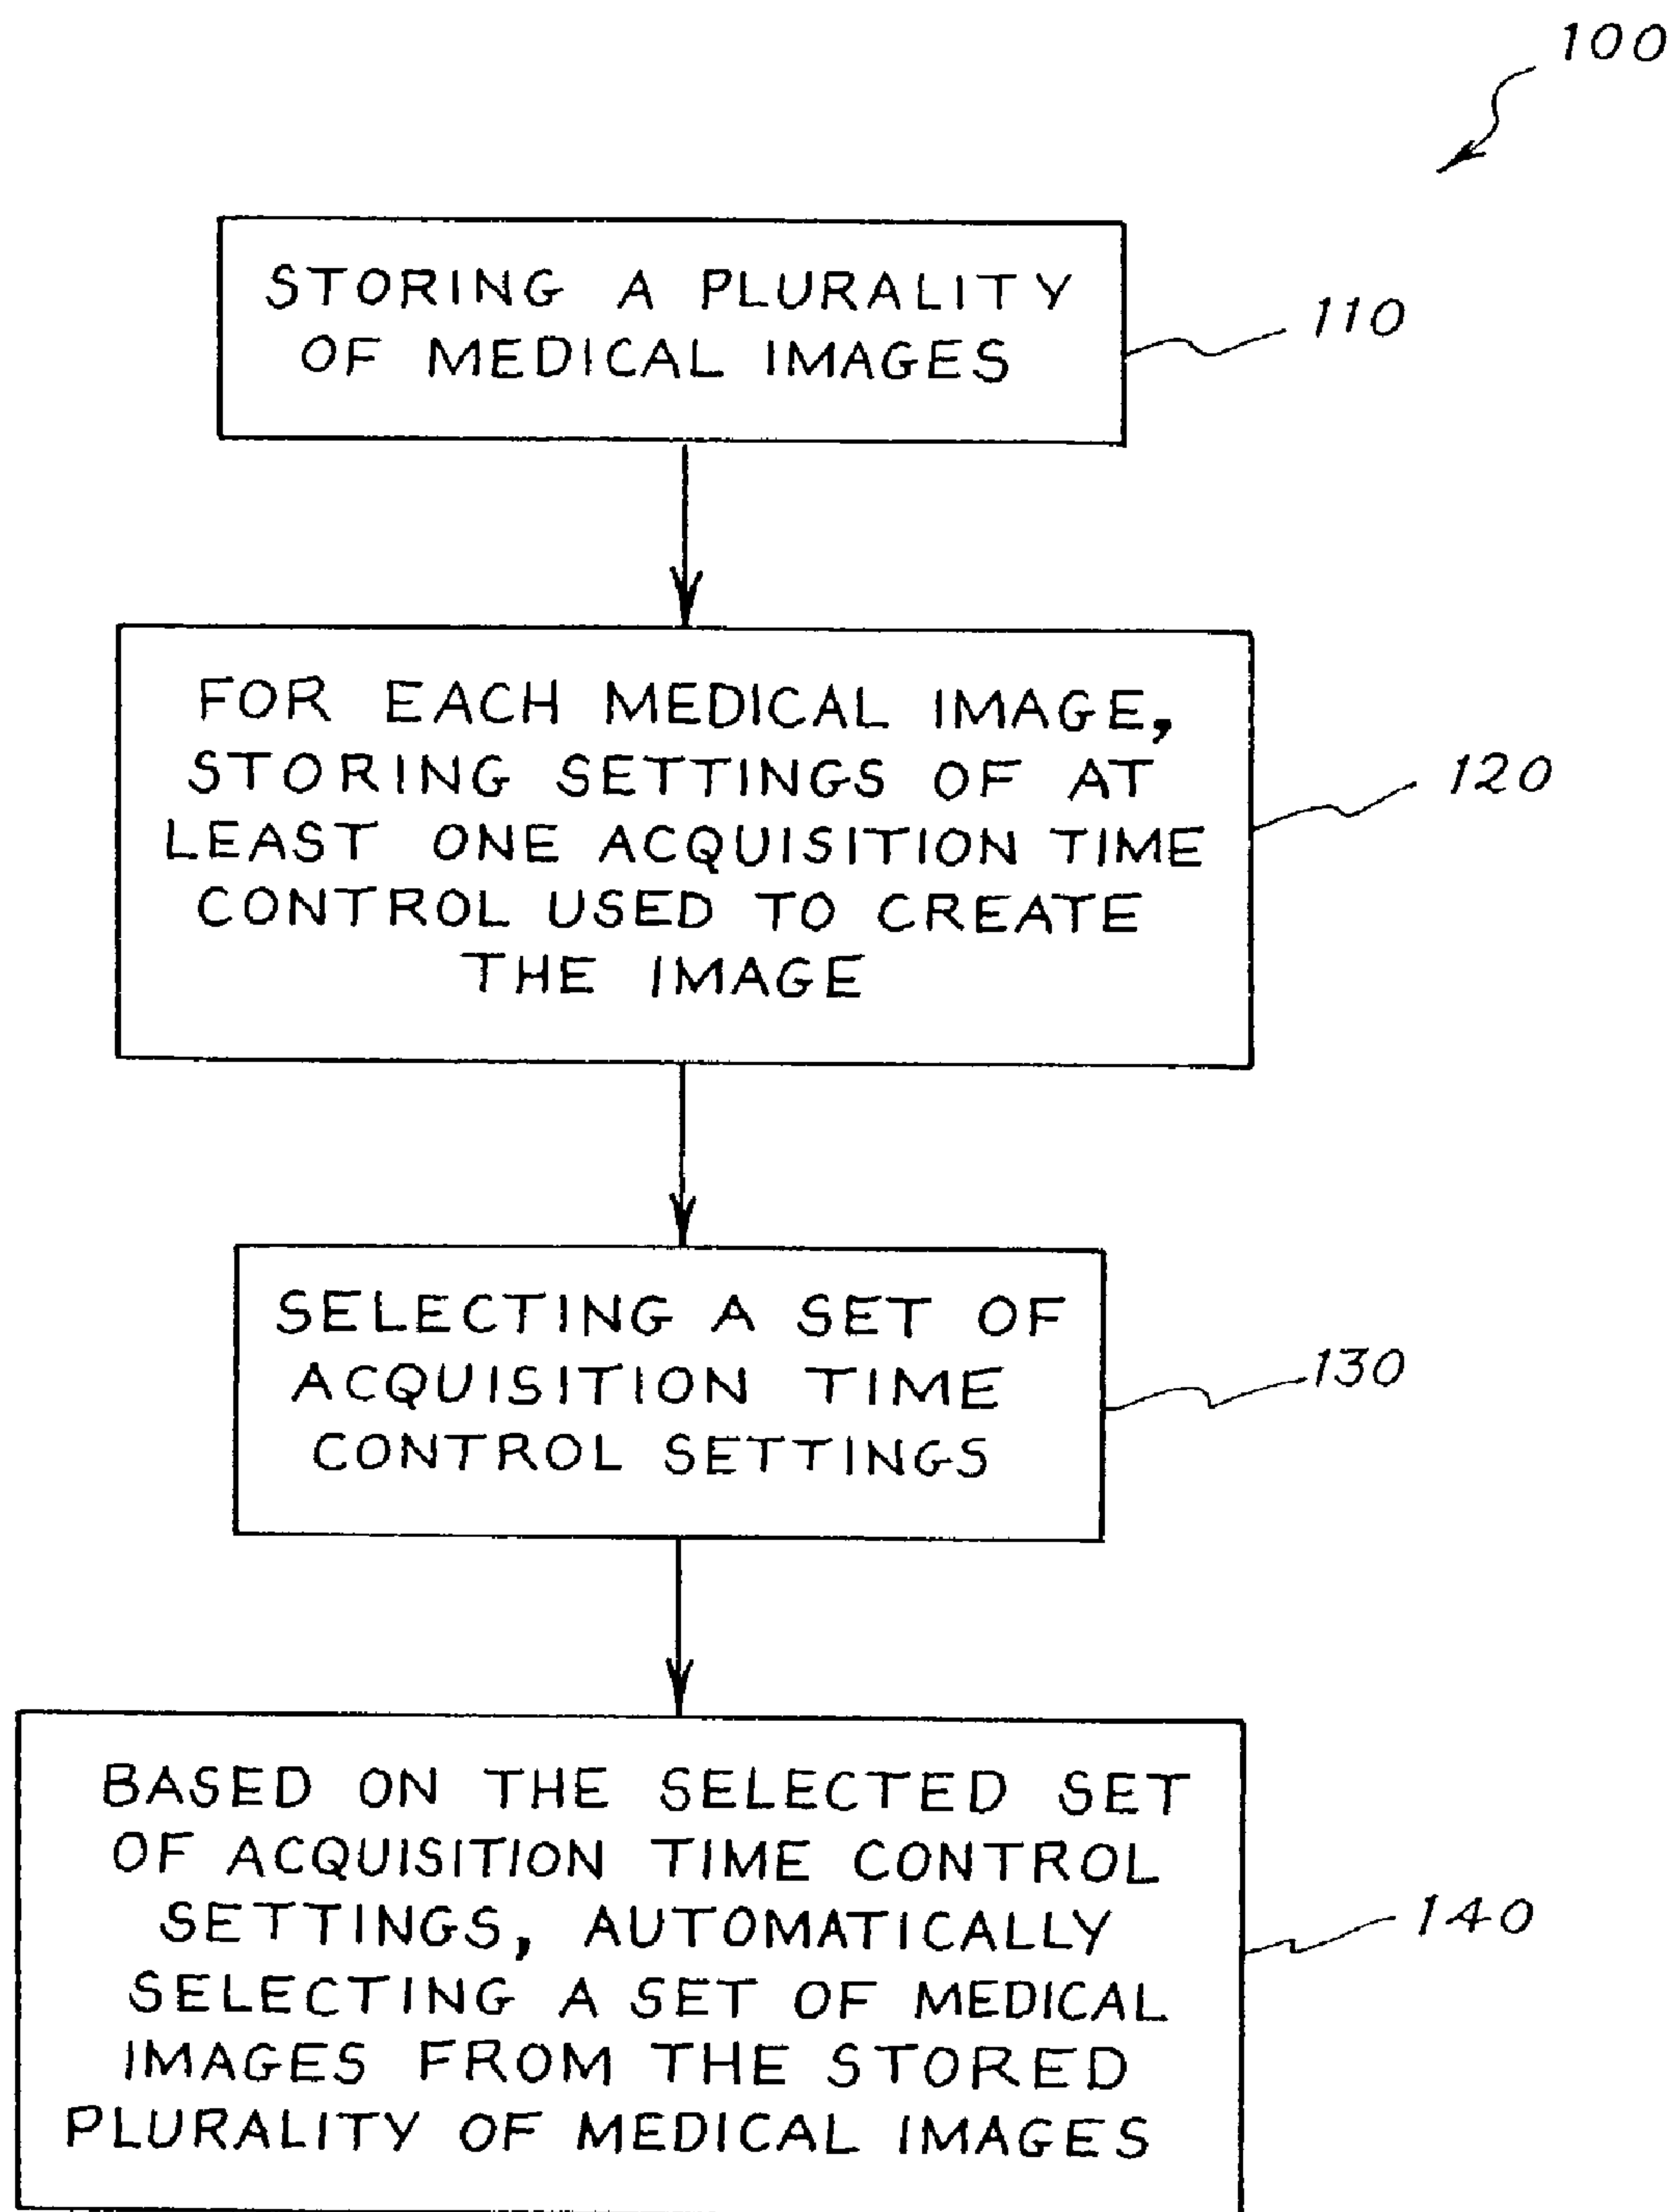 100
STORING A PLURALITY
OF MEDICAL IMAGES
110
FOR EACH MEDICAL IMAGE,
STORING SETTINGS OF AT
LEAST ONE ACQUISITION TIME
CONTROL USED TO CREATE
THE IMAGE
120
SELECTING A SET OF
ACQUISITION TIME
CONTROL SETTINGS
130
BASED ON THE SELECTED SET
OF ACQUISITION TIME CONTROL
SETTINGS, AUTOMATICALLY
SELECTING A SET OF MEDICAL
IMAGES FROM THE STORED
PLURALITY OF MEDICAL IMAGES
140